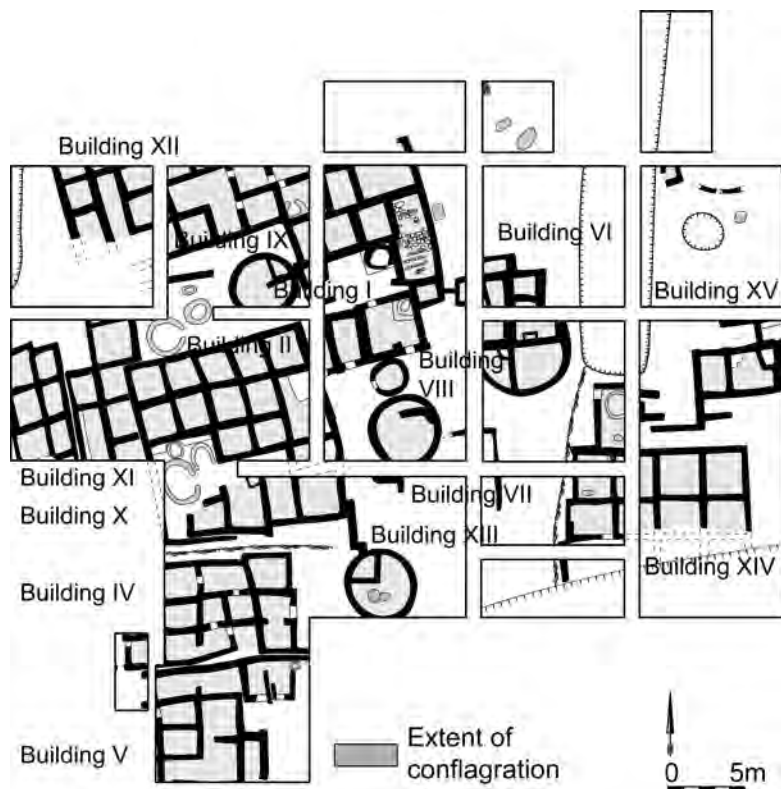 Building XII
Building IX
Building VI
Building I
Building XV
Building II
Building
VIII
Building XI
Building VII
Building X
Building XIII
Building XIV
Building IV
Building V
Extent of
conflagration
0 5m